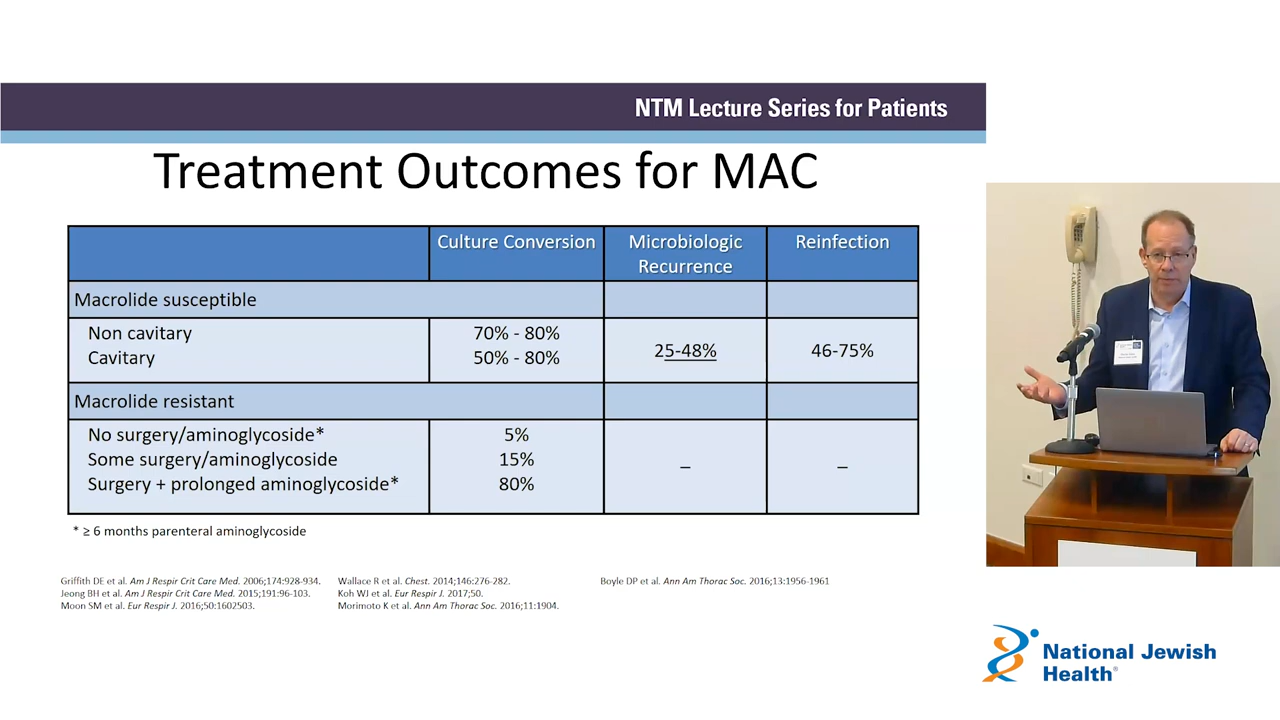 NTM Lecture Series for Patients
Treatment Outcomes for MAC
Culture Conversion
Microbiologic
Recurrence
Reinfection
Macrolide susceptible
Non cavitary
70% - 80%
Cavitary
50% - 80%
25-48%
46-75%
Macrolide resistant
No surgery/aminoglycoside*
5%
Some surgery/aminoglycoside
15%
Surgery + prolonged aminoglycoside*
80%
–
–
* ≥ 6 months parenteral aminoglycoside
Griffith DE et al. Am J Respir Crit Care Med. 2006;174:928-934.
Jeong BH et al. Am J Respir Crit Care Med. 2015;191:96-103.
Moon SM et al. Eur Respir J. 2016;50:1602503.
Wallace R et al. Chest. 2014;146:276-282.
Koh WJ et al. Eur Respir J. 2017;50.
Morimoto K et al. Ann Am Thorac Soc. 2016;11:1904.
Boyle DP et al. Ann Am Thorac Soc. 2016;13:1956-1961
National Jewish
Health®